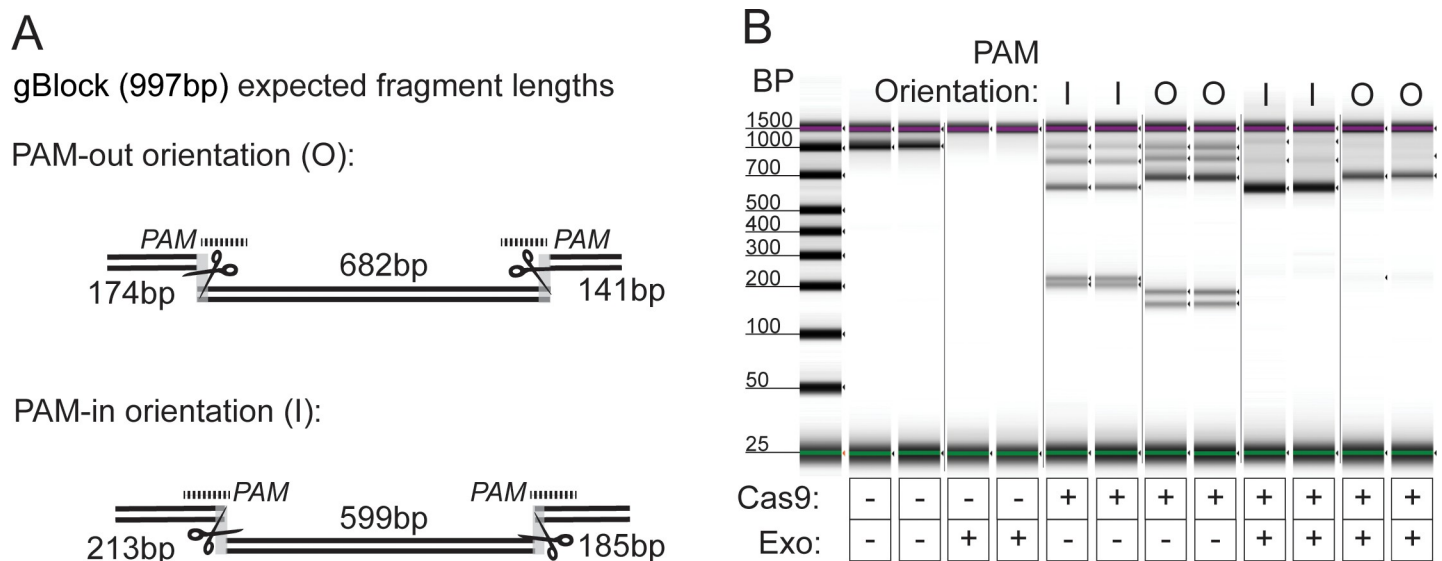 A
gBlock (997bp) expected fragment lengths
PAM-out orientation (O):
PAM PAM
682bp
174bp 141bp
PAM-in orientation (I):
PAM PAM
599bp
213bp 185bp
B
PAM
BP Orientation: I I O O I I O O
1500
1000
700
500
400
300
200
100
50
25
Cas9: - - - - + + + + + + + +
Exo: - - + + - - - - + + + +